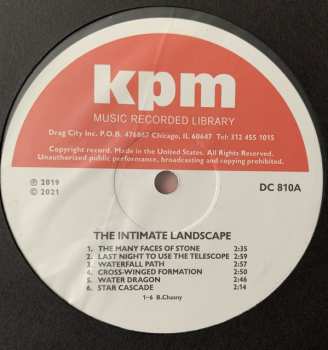 kpm
MUSIC RECORDED LIBRARY
Drag City Inc. P.O.B. 476867 Chicago, IL 60647 Tel: 312 455 1015
Copyright record. Made in the United States. All Rights Reserved.
Unauthorized public performance, broadcasting and copying prohibited.
℗ 2019
© 2021
DC 810A
THE INTIMATE LANDSCAPE
1. THE MANY FACES OF STONE 2:35
2. LAST NIGHT TO USE THE TELESCOPE 2:59
3. WATERFALL PATH 2:57
4. CROSS-WINGED FORMATION 2:50
5. WATER DRAGON 2:46
6. STAR CASCADE 2:14
1-6 B.Chasny